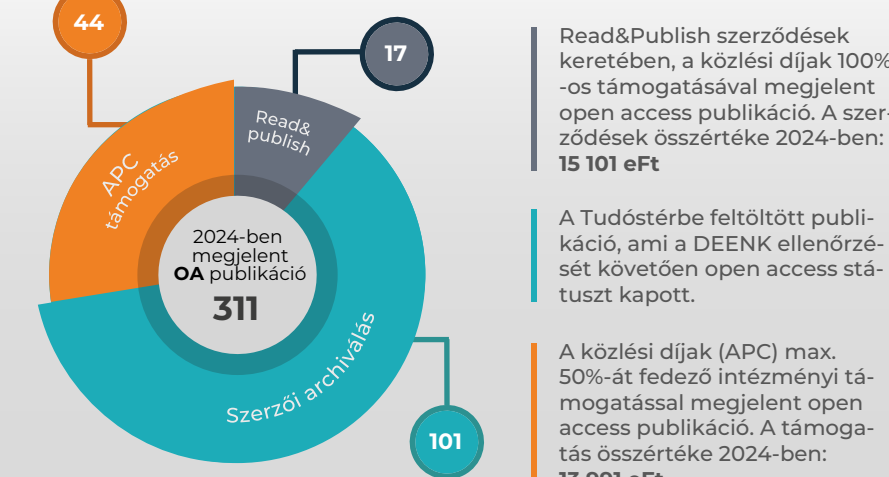 44
17
Read&
publish
APC
támogatás
2024-ben
megjelent
OA publikáció
311
Szerzői archiválás
101
Read&Publish szerződések
keretében, a közlési díjak 100%
-os támogatásával megjelent
open access publikáció. A szer-
ződések összértéke 2024-ben:
15 101 eFt
A Tudóstérbe feltöltött publi-
káció, ami a DEENK ellenőrzé-
sét követően open access stá-
tuszt kapott.
A közlési díjak (APC) max.
50%-át fedező intézményi tá-
mogatással megjelent open
access publikáció. A támoga-
tás összértéke 2024-ben: